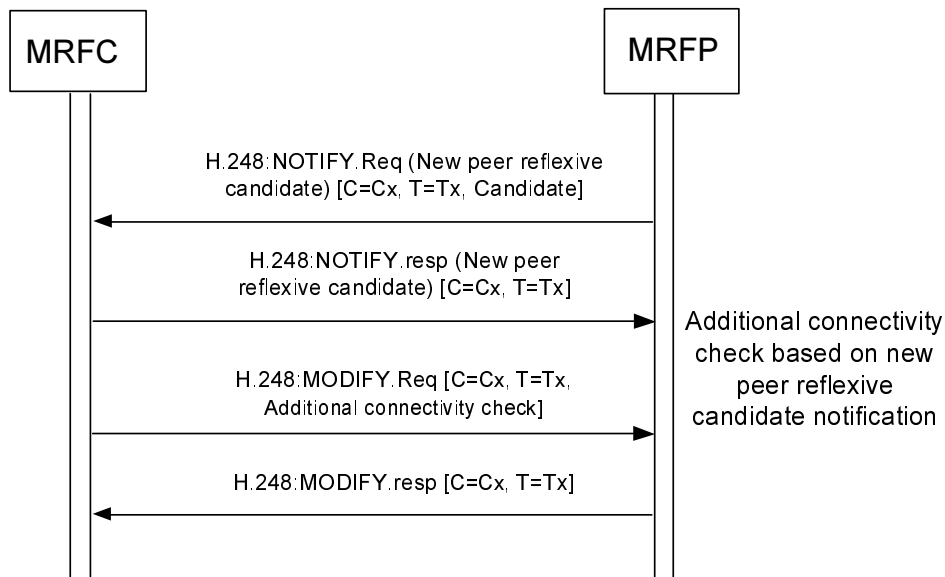 MRFC
MRFP
H.248:NOTIFY.Req (New peer reflexive
candidate) [C=Cx, T=Tx, Candidate]
H.248:NOTIFY.resp (New peer
reflexive candidate) [C=Cx, T=Tx]
Additional connectivity
check based on new
peer reflexive
candidate notification
H.248:MODIFY.Req [C=Cx, T=Tx,
Additional connectivity check]
H.248:MODIFY.resp [C=Cx, T=Tx]